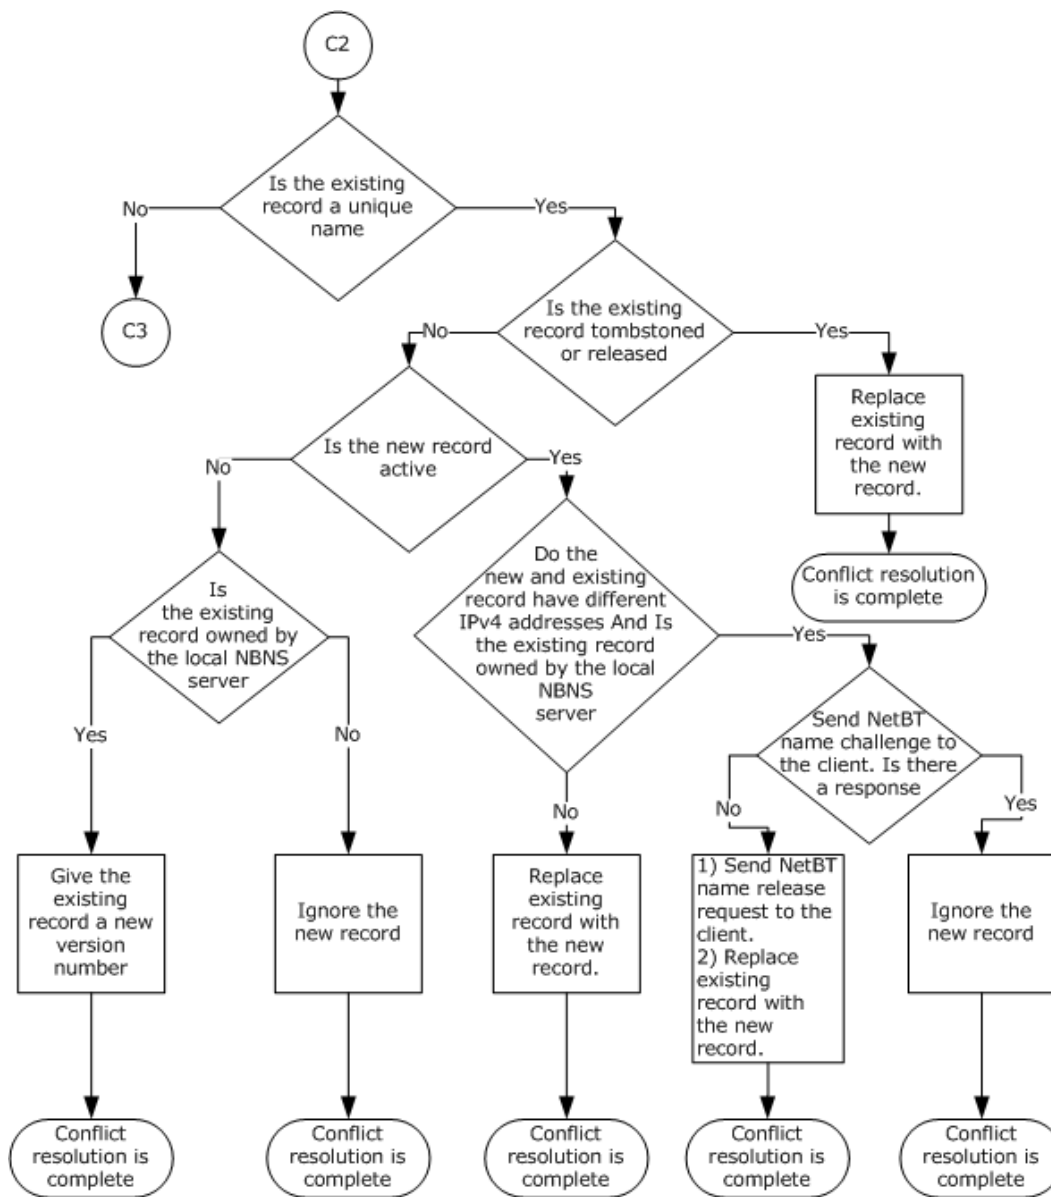 C2
Is the existing
record a unique
name
No
Yes
C3
Is the existing
record tombstoned
or released
No
Yes
Replace
existing
record with
the new
record.
Is the new record
active
No
Yes
Conflict resolution
is complete
Do the
new and existing
record have different
IPv4 addresses And Is
the existing record
owned by the local
NBNS
server
Is
the existing
record owned by
the local NBNS
server
Yes
Yes
No
Send NetBT
name challenge to
the client. Is there
a response
No
No
Yes
Give the
existing
record a new
version
number
Ignore the
new record
Replace
existing
record with
the new
record.
1) Send NetBT
name release
request to the
client.
2) Replace
existing
record with
the new
record.
Ignore the
new record
Conflict
resolution is
complete
Conflict
resolution is
complete
Conflict
resolution is
complete
Conflict
resolution is
complete
Conflict
resolution is
complete